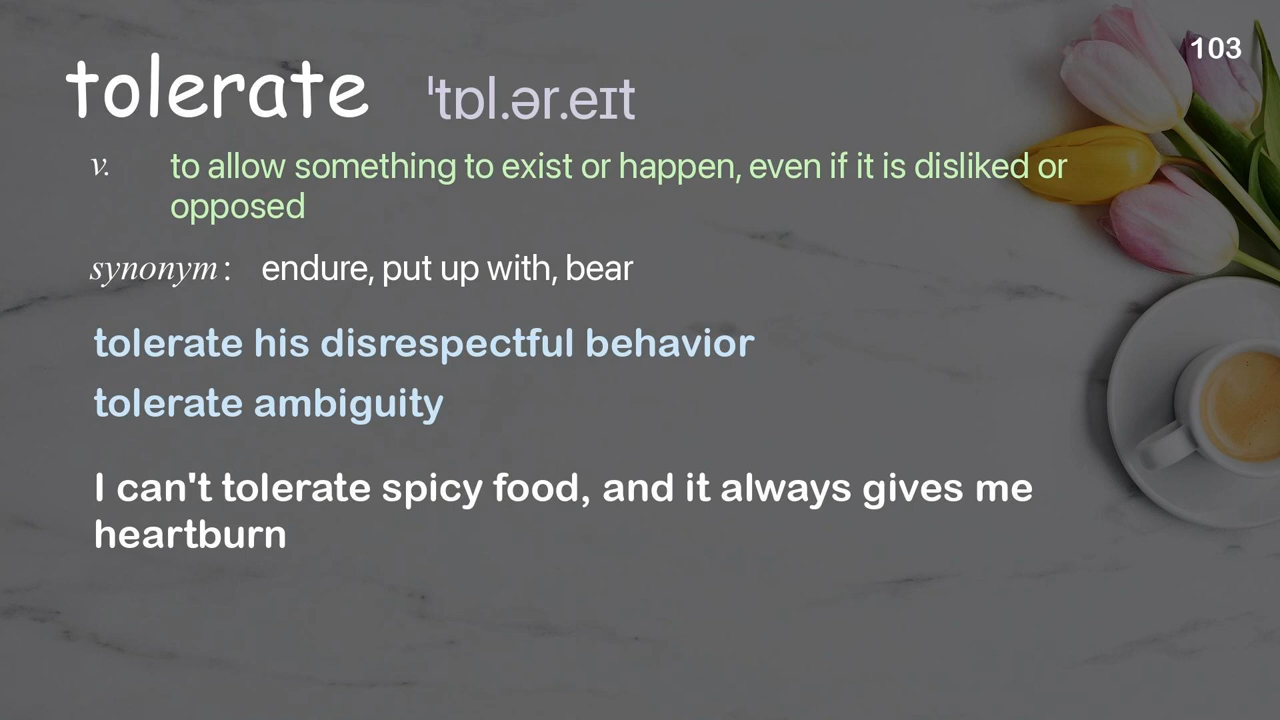 103
tolerate ˈtɒl.ər.eɪt
v. to allow something to exist or happen, even if it is disliked or
opposed
synonym : endure, put up with, bear
tolerate his disrespectful behavior
tolerate ambiguity
I can't tolerate spicy food, and it always gives me
heartburn